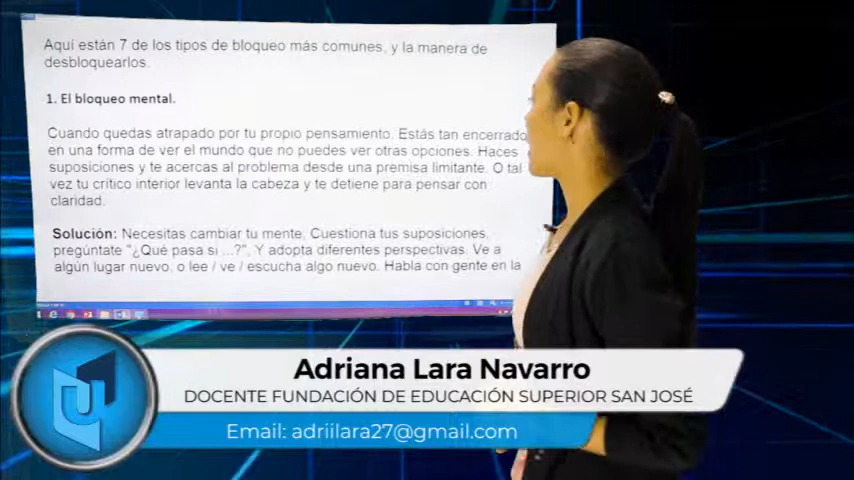 Aquí están 7 de los tipos de bloqueo más comunes, y la manera de
desbloquearlos.
1. El bloqueo mental.
Cuando quedas atrapado por tu propio pensamiento. Estás tan encerrado
en una forma de ver el mundo que no puedes ver otras opciones. Haces
suposiciones y te acercas al problema desde una premisa limitante. O tal
vez tu crítico interior levanta la cabeza y te detiene para pensar con
claridad.
Solución: Necesitas cambiar tu mente. Cuestiona tus suposiciones,
pregúntate "¿Qué pasa si ...?", Y adopta diferentes perspectivas. Ve a
algún lugar nuevo, o lee / ve / escucha algo nuevo. Habla con gente en la
Adriana Lara Navarro
DOCENTE FUNDACIÓN DE EDUCACIÓN SUPERIOR SAN JOSÉ
Email: adriilara27@gmail.com